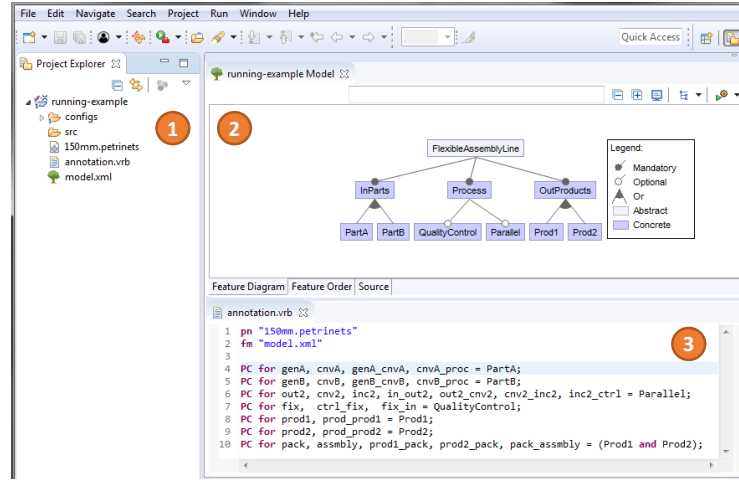 File Edit Navigate Search Project Run Window Help
Quick Access
Project Explorer
running-example
configs
src
150mm.petrinets
annotation.vrb
model.xml
1
running-example Model
2
FlexibleAssemblyLine
InParts Process OutProducts
PartA PartB QualityControl Parallel Prod1 Prod2
Legend:
Mandatory
Optional
Or
Abstract
Concrete
Feature Diagram Feature Order Source
annotation.vrb
3
1 pn "150mm.petrinets"
2 fm "model.xml"
3
4 PC for genA, cnvA, genA_cnvA, cnvA_proc = PartA;
5 PC for genB, cnvB, genB_cnvB, cnvB_proc = PartB;
6 PC for out2, cnv2, inc2, in_out2, out2_cnv2, cnv2_inc2, inc2_ctrl = Parallel;
7 PC for fix, ctrl_fix, fix_in = QualityControl;
8 PC for prod1, prod_prod1 = Prod1;
9 PC for prod2, prod_prod2 = Prod2;
10 PC for pack, assmbly, prod1_pack, prod2_pack, pack_assmbly = (Prod1 and Prod2);